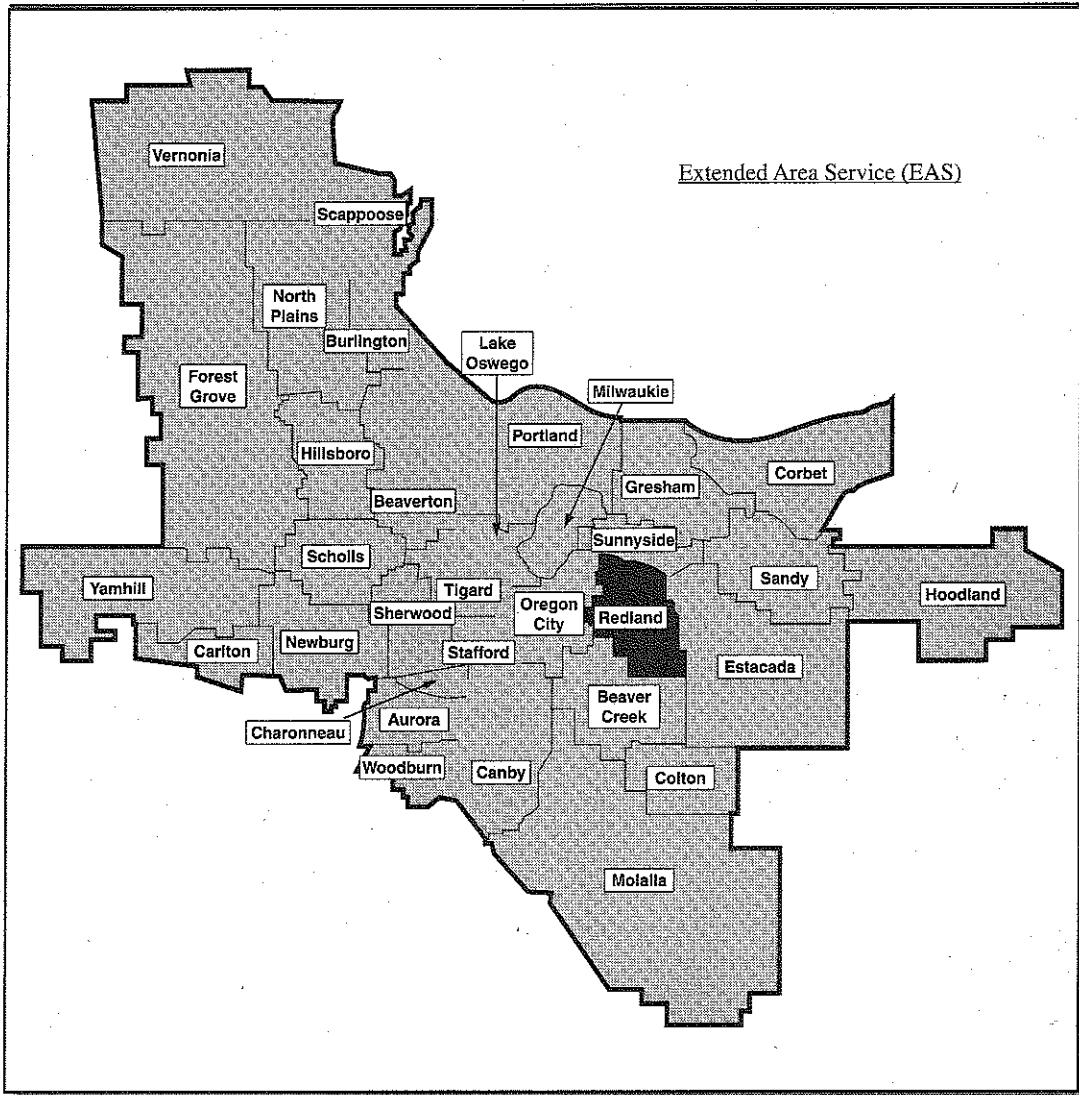 Extended Area Service (EAS)
Vernonia
Scappoose
North
Plains
Burlington
Lake
Oswego
Milwaukie
Forest
Grove
Portland
Hillsboro
Corbet
Gresham
Beaverton
Sunnyside
Scholls
Sandy
Yamhill
Tigard
Hoodland
Sherwood
Oregon
City
Redland
Newburg
Carlton
Stafford
Estacada
Beaver
Creek
Charonneau
Aurora
Woodburn
Canby
Colton
Molalla